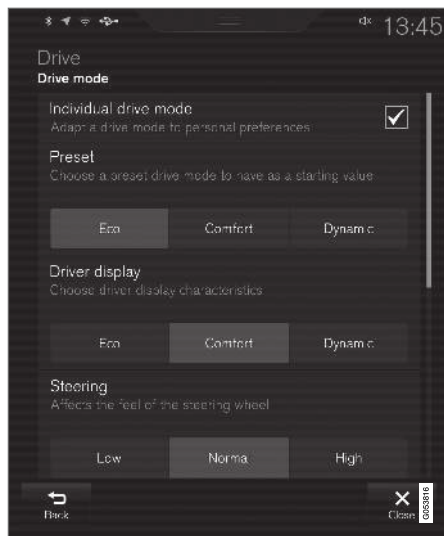 13:45
Drive
Drive mode
Individual drive mode
Adapt a drive mode to personal preferences
Preset
Choose a preset drive mode to have as a starting value
Eco Comfort Dynamic
Driver display
Choose driver display characteristics
Eco Comfort Dynamic
Steering
Affects the feel of the steering wheel
Low Normal High
Back
Close
G053816